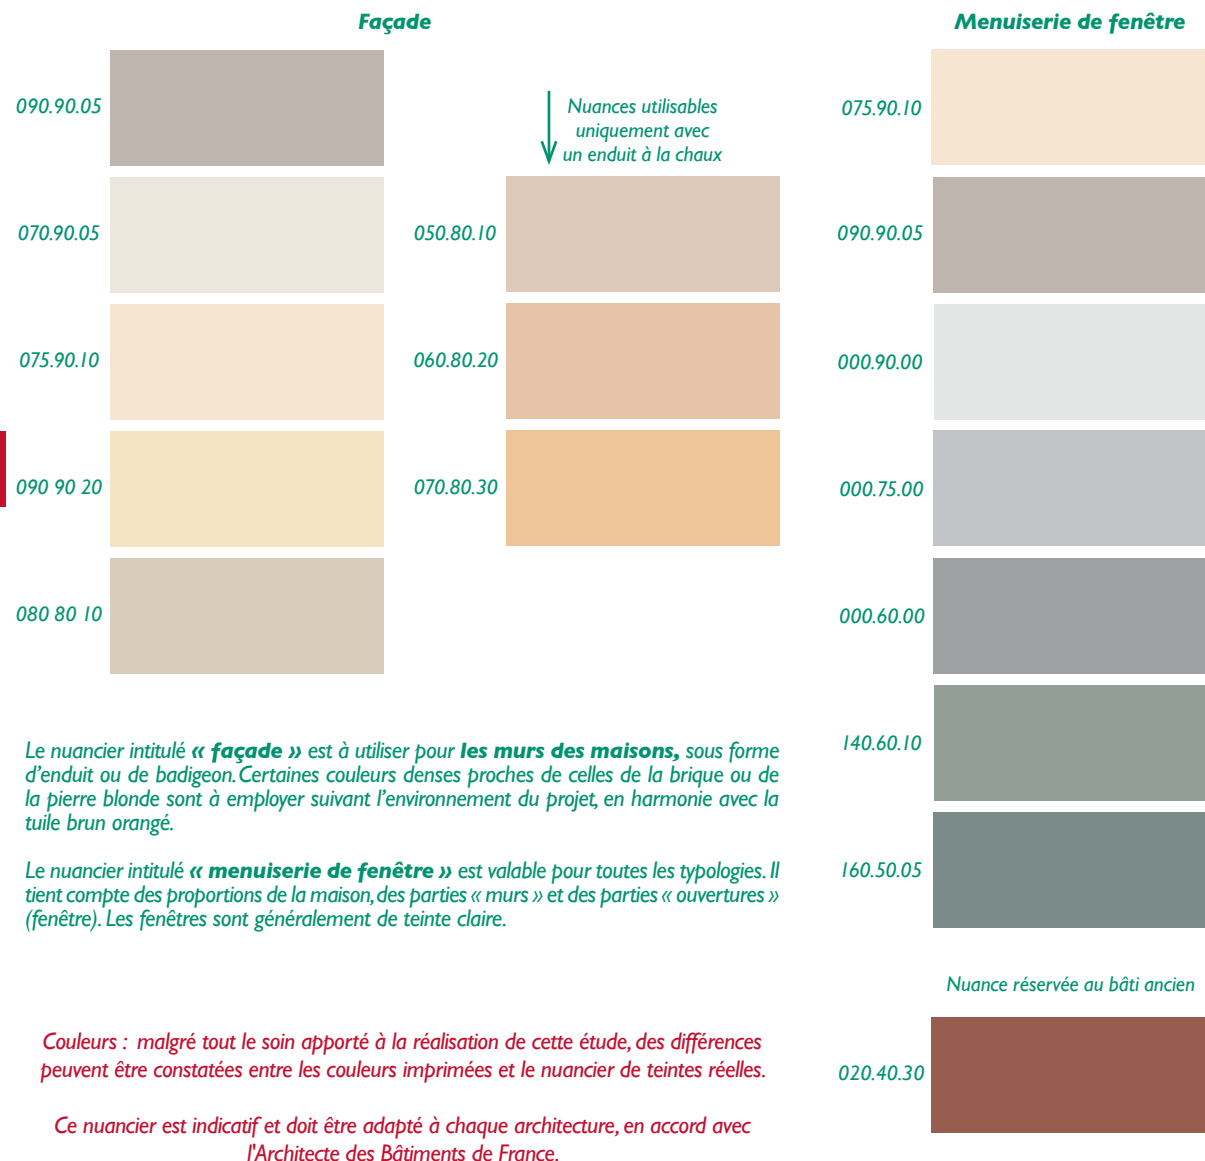 Façade
090.90.05
070.90.05
075.90.10
090 90 20
080 80 10
Nuances utilisables
uniquement avec
un enduit à la chaux
050.80.10
060.80.20
070.80.30
Menuiserie de fenêtre
075.90.10
090.90.05
000.90.00
000.75.00
000.60.00
140.60.10
160.50.05
Nuance réservée au bâti ancien
020.40.30
Le nuancier intitulé « façade » est à utiliser pour les murs des maisons, sous forme
d’enduit ou de badigeon. Certaines couleurs denses proches de celles de la brique ou de
la pierre blonde sont à employer suivant l’environnement du projet, en harmonie avec la
tuile brun orangé.
Le nuancier intitulé « menuiserie de fenêtre » est valable pour toutes les typologies. Il
tient compte des proportions de la maison, des parties « murs » et des parties « ouvertures »
(fenêtre). Les fenêtres sont généralement de teinte claire.
Couleurs : malgré tout le soin apporté à la réalisation de cette étude, des différences
peuvent être constatées entre les couleurs imprimées et le nuancier de teintes réelles.
Ce nuancier est indicatif et doit être adapté à chaque architecture, en accord avec
l'Architecte des Bâtiments de France.